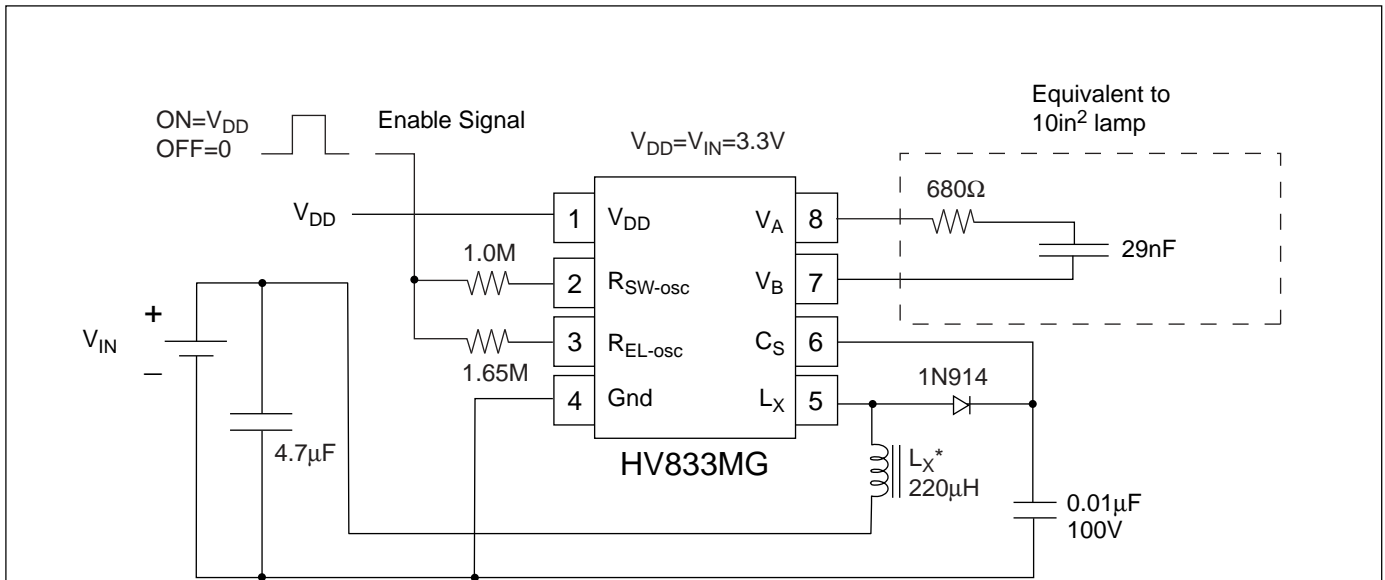 ON=VDD
OFF=0
Enable Signal
VDD=VIN=3.3V
Equivalent to
10in² lamp
VDD
1 VDD
VA 8
680Ω
29nF
1.0M
2 RSW-osc
VB 7
1.65M
3 REL-osc
CS 6
4 Gnd
LX 5
1N914
+
VIN
–
4.7µF
HV833MG
LX*
220µH
0.01µF
100V